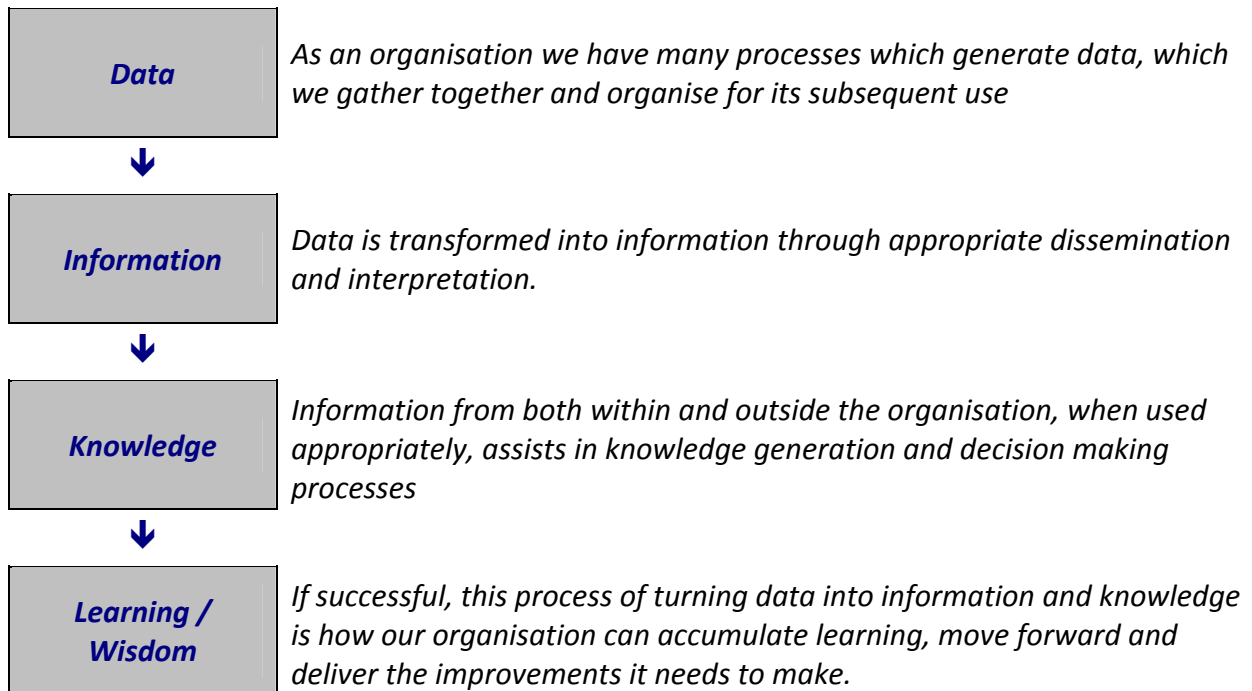 Data
As an organisation we have many processes which generate data, which
we gather together and organise for its subsequent use
Information
Data is transformed into information through appropriate dissemination
and interpretation.
Knowledge
Information from both within and outside the organisation, when used
appropriately, assists in knowledge generation and decision making
processes
Learning /
Wisdom
If successful, this process of turning data into information and knowledge
is how our organisation can accumulate learning, move forward and
deliver the improvements it needs to make.